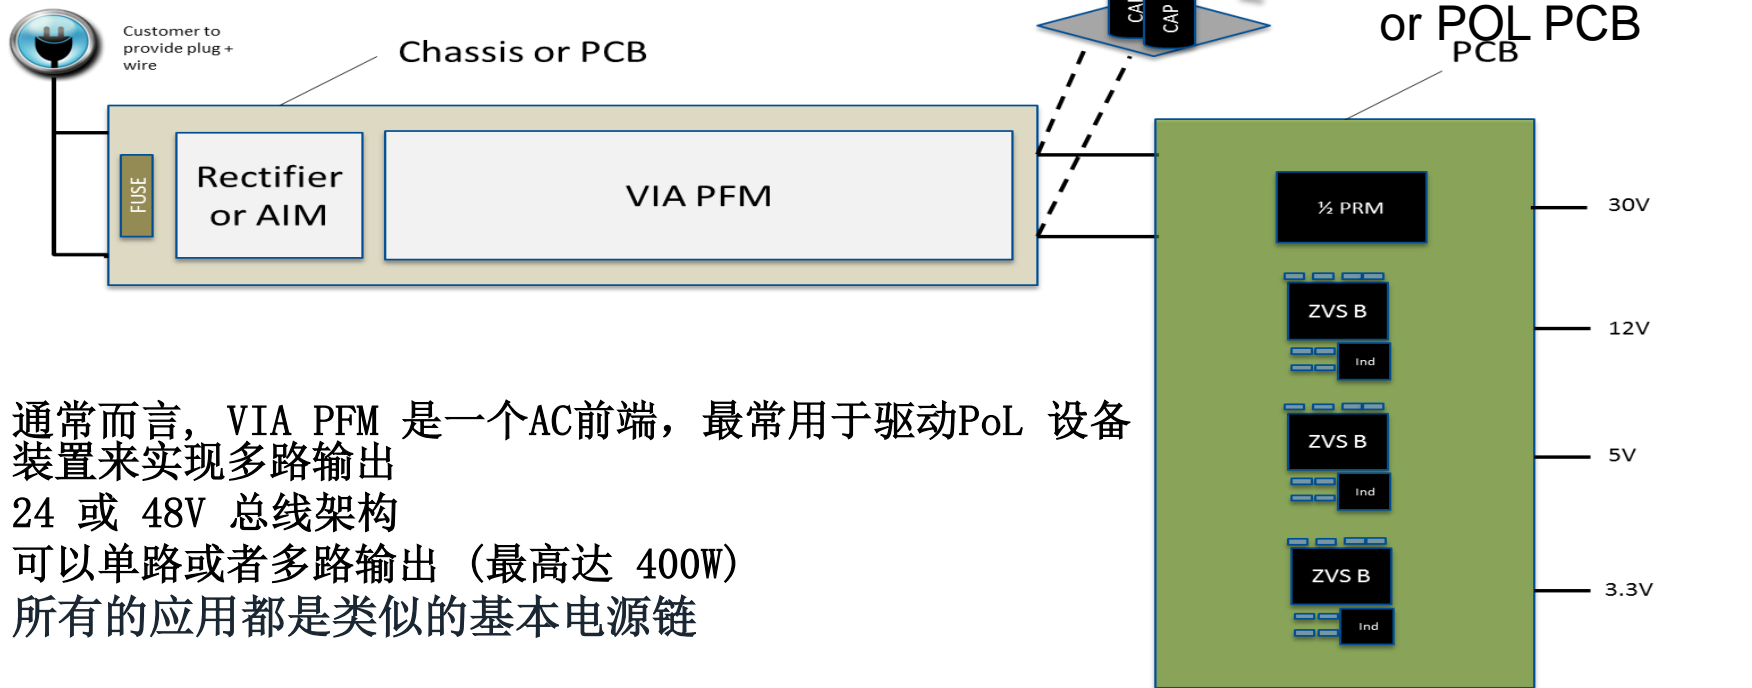 Customer to
provide plug +
wire
Chassis or PCB
CAP
or POL PCB
PCB
FUSE
Rectifier
or AIM
VIA PFM
½ PRM
30V
ZVS B
12V
Ind
ZVS B
5V
Ind
ZVS B
3.3V
Ind
通常而言, VIA PFM 是一个AC前端，最常用于驱动PoL 设备
装置来实现多路输出
24 或 48V 总线架构
可以单路或者多路输出 (最高达 400W)
所有的应用都是类似的基本电源链